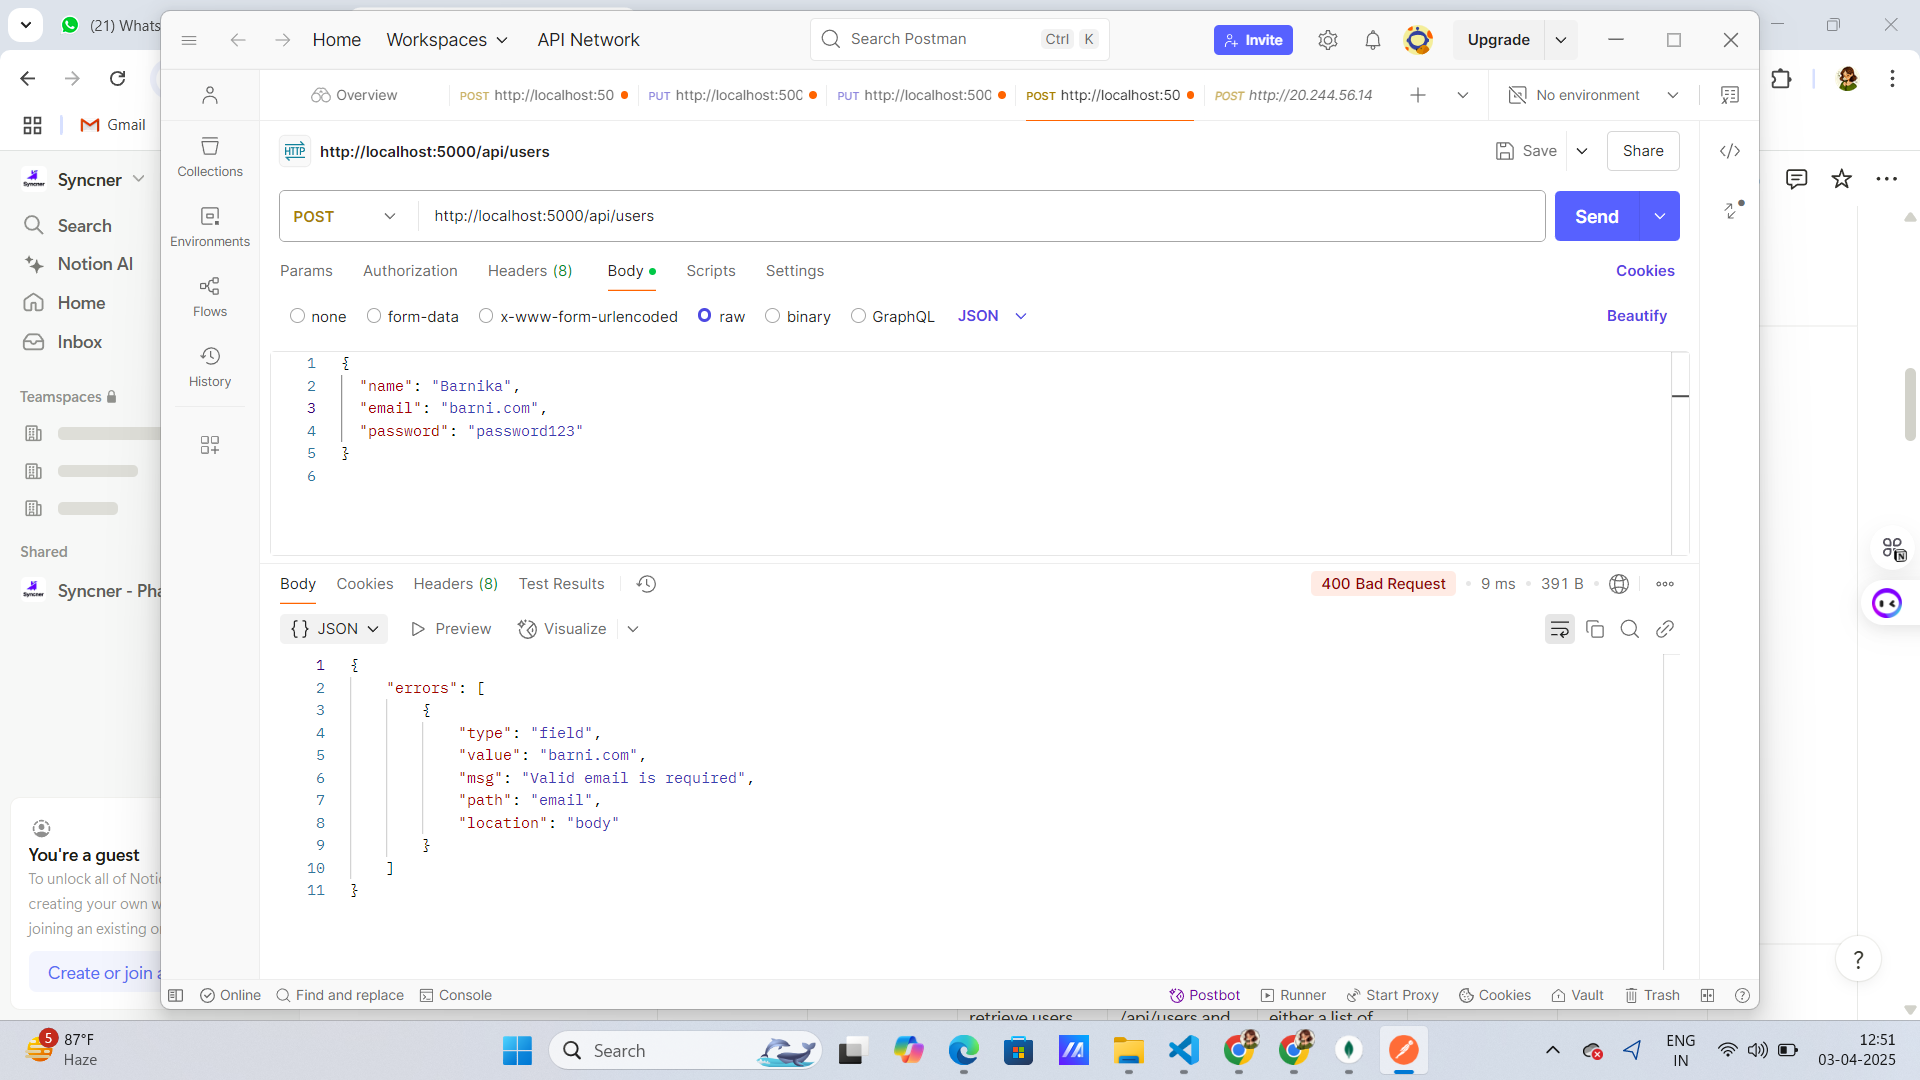 (21) Whats
Gmail
Syncner
Search
Notion AI
Home
Inbox
Teamspaces
Shared
Syncner - Pha
You're a guest
To unlock all of Noti
creating your own w
joining an existing o
Create or join a
Home
Workspaces
API Network
Search Postman
Ctrl
K
Invite
Upgrade
Overview
POST http://localhost:50
PUT http://localhost:500
PUT http://localhost:500
POST http://localhost:50
POST http://20.244.56.14
No environment
Collections
Environments
Flows
History
HTTP
http://localhost:5000/api/users
Save
Share
POST
http://localhost:5000/api/users
Send
Params
Authorization
Headers (8)
Body
Scripts
Settings
Cookies
none
form-data
x-www-form-urlencoded
raw
binary
GraphQL
JSON
Beautify
1 {
2 "name": "Barnika",
3 "email": "barni.com",
4 "password": "password123"
5 }
6
Body
Cookies
Headers (8)
Test Results
400 Bad Request
9 ms
391 B
{} JSON
Preview
Visualize
1 {
2 "errors": [
3 {
4 "type": "field",
5 "value": "barni.com",
6 "msg": "Valid email is required",
7 "path": "email",
8 "location": "body"
9 }
10 ]
11 }
Online
Find and replace
Console
Postbot
Runner
Start Proxy
Cookies
Vault
Trash
?
retrieve users
/api/users and
either a list of
5
87°F
Haze
Search
ENG
IN
12:51
03-04-2025